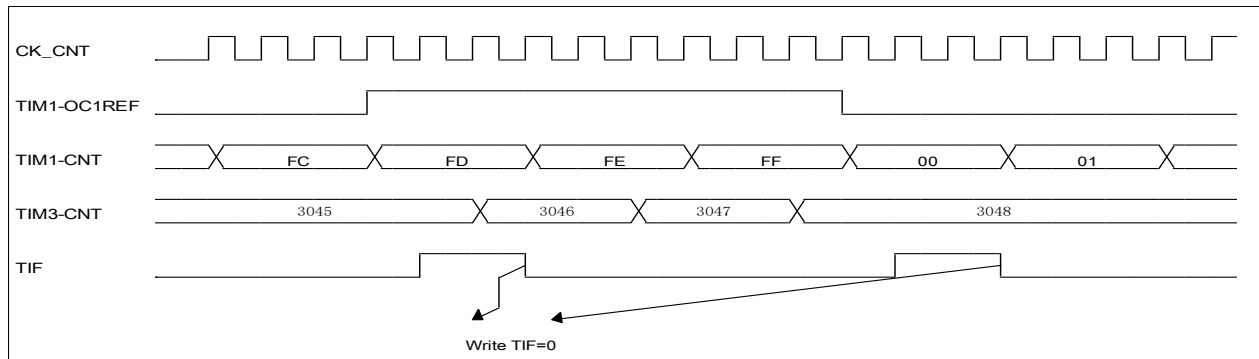 CK_CNT
TIM1-OC1REF
TIM1-CNT FC FD FE FF 00 01
TIM3-CNT 3045 3046 3047 3048
TIF
Write TIF=0